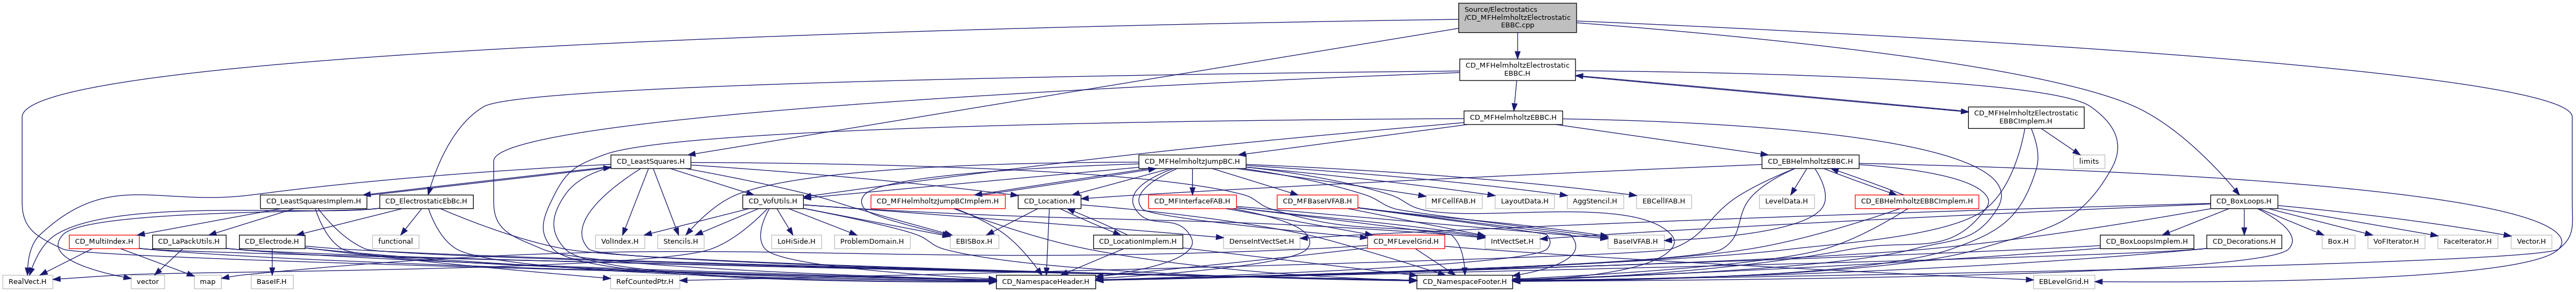 Source/Electrostatics
/CD_MFHelmholtzElectrostatic
EBBC.cpp
CD_MFHelmholtzElectrostatic
EBBC.H
CD_MFHelmholtzEBBC.H
CD_MFHelmholtzElectrostatic
EBBCImplem.H
CD_LeastSquares.H
CD_MFHelmholtzJumpBC.H
CD_EBHelmholtzEBBC.H
limits
CD_LeastSquaresImplem.H
CD_ElectrostaticEbBc.H
CD_VofUtils.H
CD_MFHelmholtzJumpBCImplem.H
CD_Location.H
CD_MFInterfaceFAB.H
CD_MFBaseIVFAB.H
MFCellFAB.H
LayoutData.H
AggStencil.H
EBCellFAB.H
LevelData.H
CD_EBHelmholtzEBBCImplem.H
CD_BoxLoops.H
CD_MultiIndex.H
CD_LaPackUtils.H
CD_Electrode.H
functional
VolIndex.H
Stencils.H
LoHiSide.H
ProblemDomain.H
EBISBox.H
CD_LocationImplem.H
DenseIntVectSet.H
CD_MFLevelGrid.H
IntVectSet.H
BaseIVFAB.H
CD_BoxLoopsImplem.H
CD_Decorations.H
Box.H
VoFIterator.H
FaceIterator.H
Vector.H
RealVect.H
vector
map
BaseIF.H
RefCountedPtr.H
CD_NamespaceHeader.H
CD_NamespaceFooter.H
EBLevelGrid.H